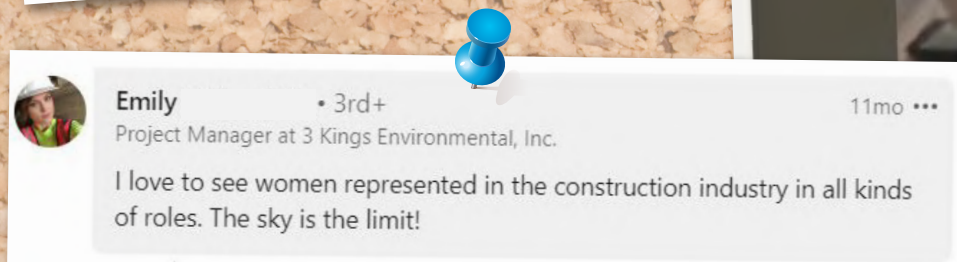 Emily • 3rd+ 11mo •••
Project Manager at 3 Kings Environmental, Inc.
I love to see women represented in the construction industry in all kinds
of roles. The sky is the limit!